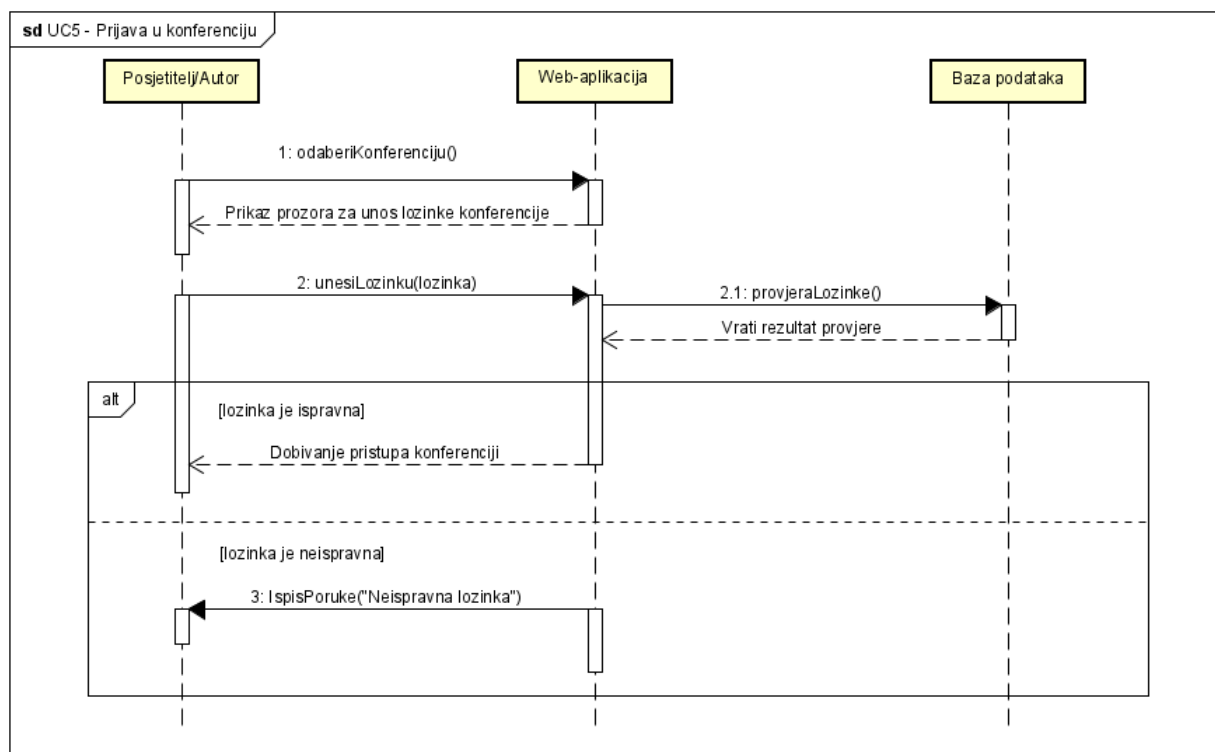 sd UC5 - Prijava u konferenciju
Posjetitelj/Autor
Web-aplikacija
Baza podataka
1: odaberiKonferenciju()
Prikaz prozora za unos lozinke konferencije
2: unesiLozinku(lozinka)
2.1: provjeraLozinke()
Vrati rezultat provjere
alt
[lozinka je ispravna]
Dobivanje pristupa konferenciji
[lozinka je neispravna]
3: IspisPoruke("Neispravna lozinka")